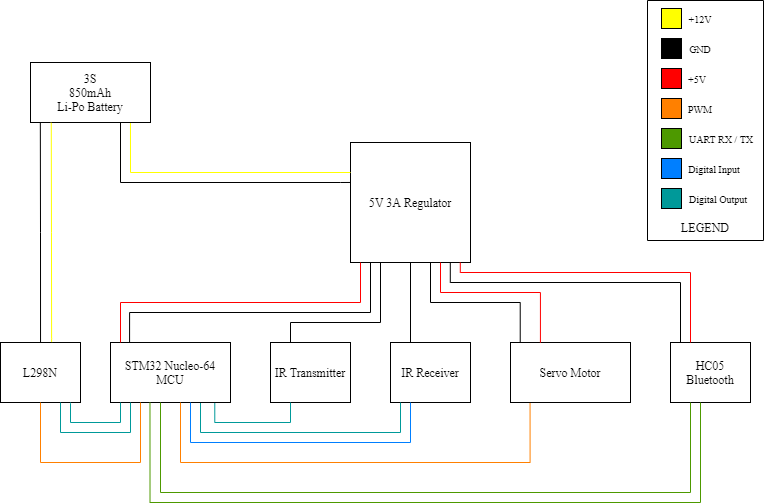 +12V
GND
+5V
PWM
UART RX / TX
Digital Input
Digital Output
LEGEND
3S
850mAh
Li-Po Battery
5V 3A Regulator
L298N
STM32 Nucleo-64
MCU
IR Transmitter
IR Receiver
Servo Motor
HC05
Bluetooth